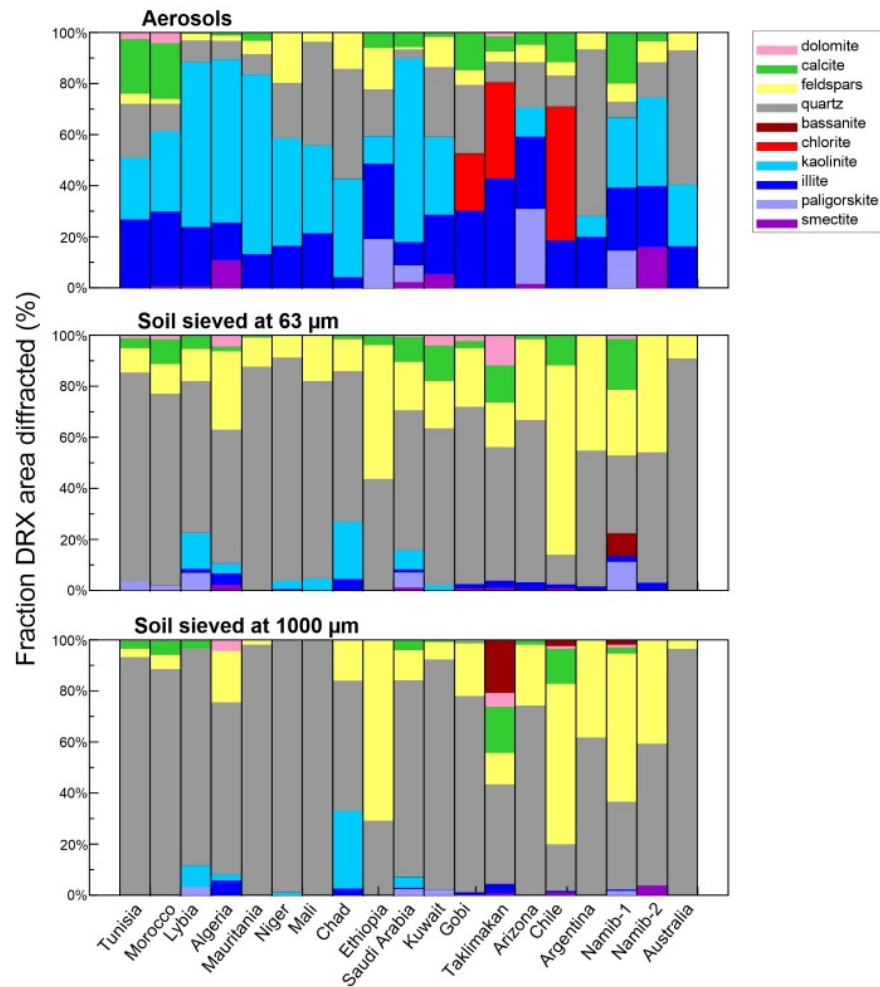 Aerosols
100%
80%
60%
40%
20%
0%
dolomite
calcite
feldspars
quartz
bassanite
chlorite
kaolinite
illite
paligorskite
smectite
Fraction DRX area diffracted (%)
Soil sieved at 63 µm
100%
80%
60%
40%
20%
0%
Soil sieved at 1000 µm
100%
80%
60%
40%
20%
0%
Tunisia
Morocco
Lybia
Algeria
Mauritania
Niger
Mali
Chad
Ethiopia
Saudi Arabia
Kuwait
Gobi
Taklimakan
Arizona
Chile
Argentina
Namib-1
Namib-2
Australia